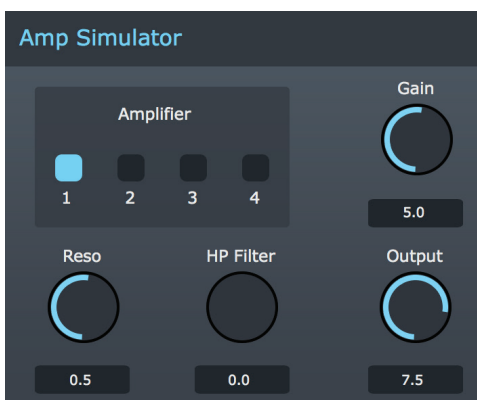 Amp Simulator
Amplifier
1 2 3 4
Gain
5.0
Reso HP Filter Output
0.5 0.0 7.5